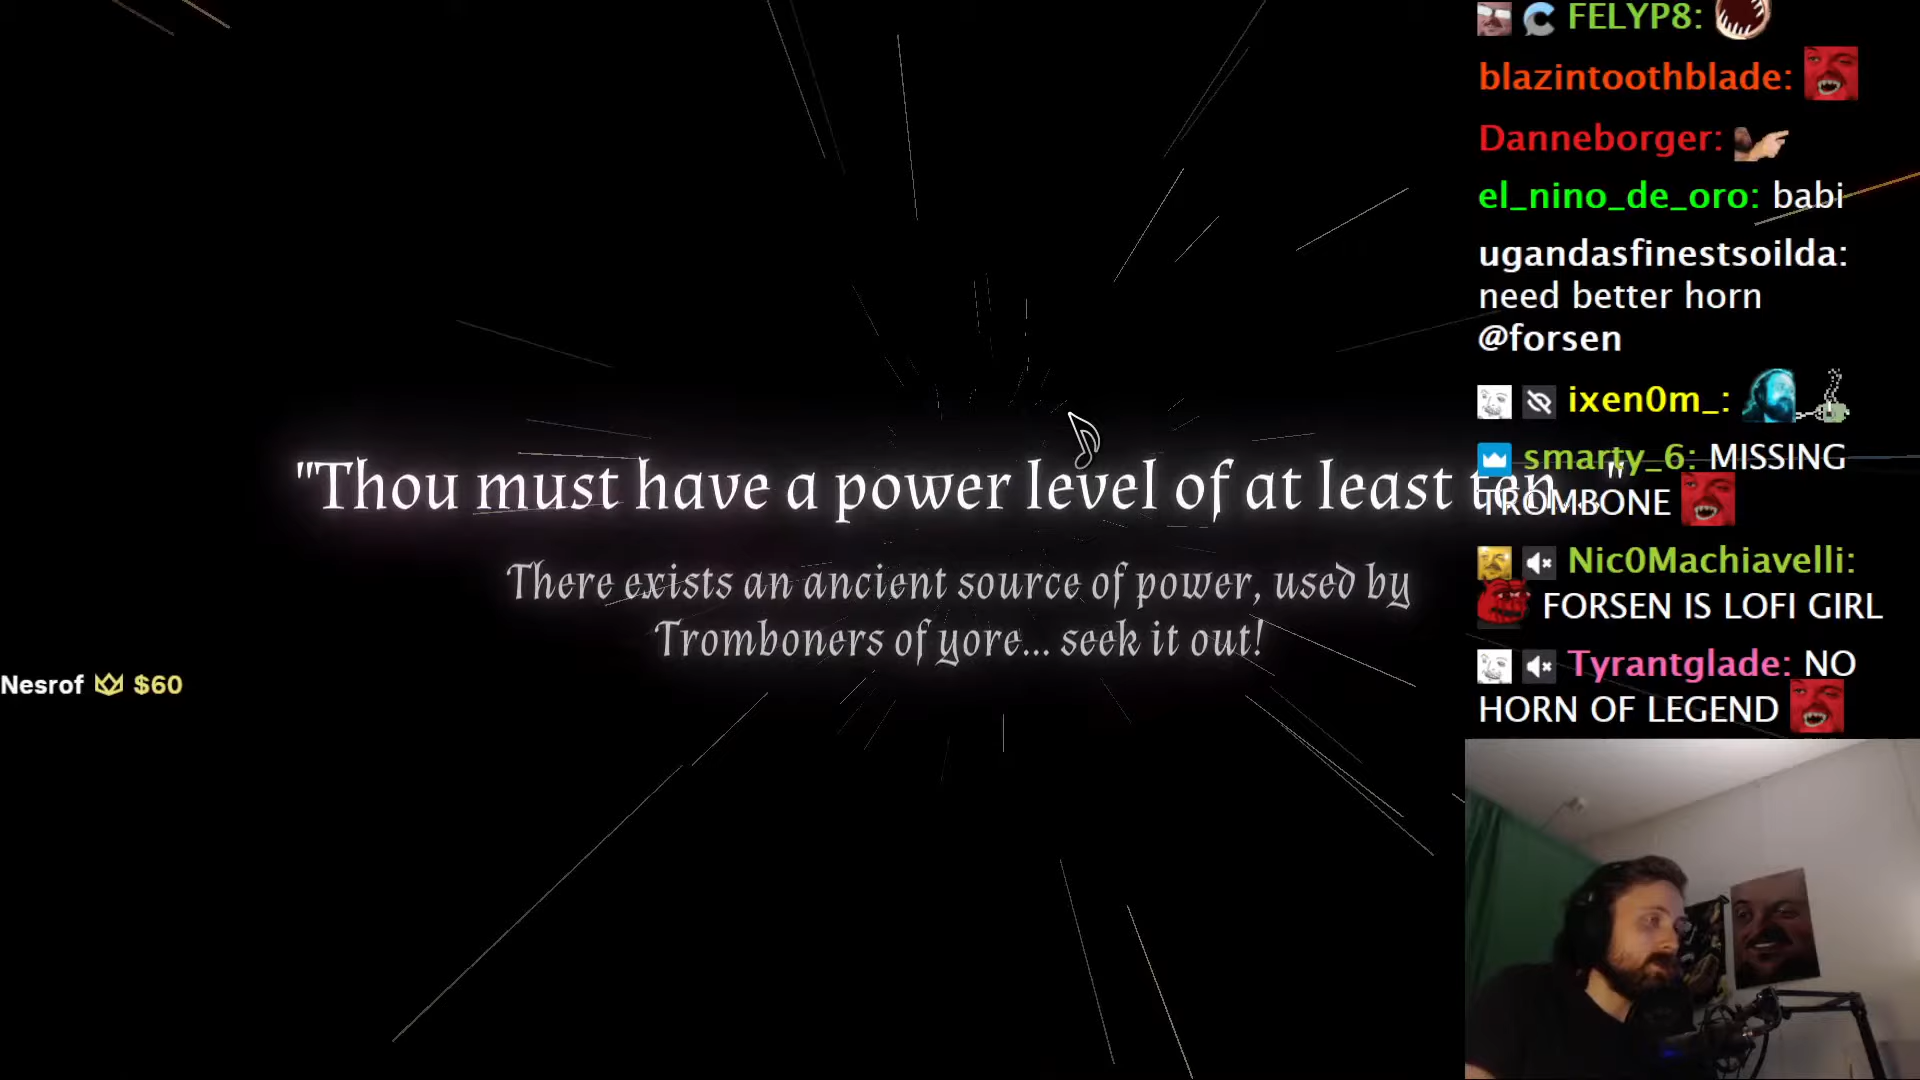 "Thou must have a power level of at least ten..."
There exists an ancient source of power, used by
Tromboners of yore... seek it out!
Nesrof $60
FELYP8:
blazintoothblade:
Danneborger:
el_nino_de_oro: babi
ugandasfinestsoilda:
need better horn
@forsen
ixen0m_:
smarty_6: MISSING
TROMBONE
Nic0Machiavelli:
FORSEN IS LOFI GIRL
Tyrantglade: NO
HORN OF LEGEND